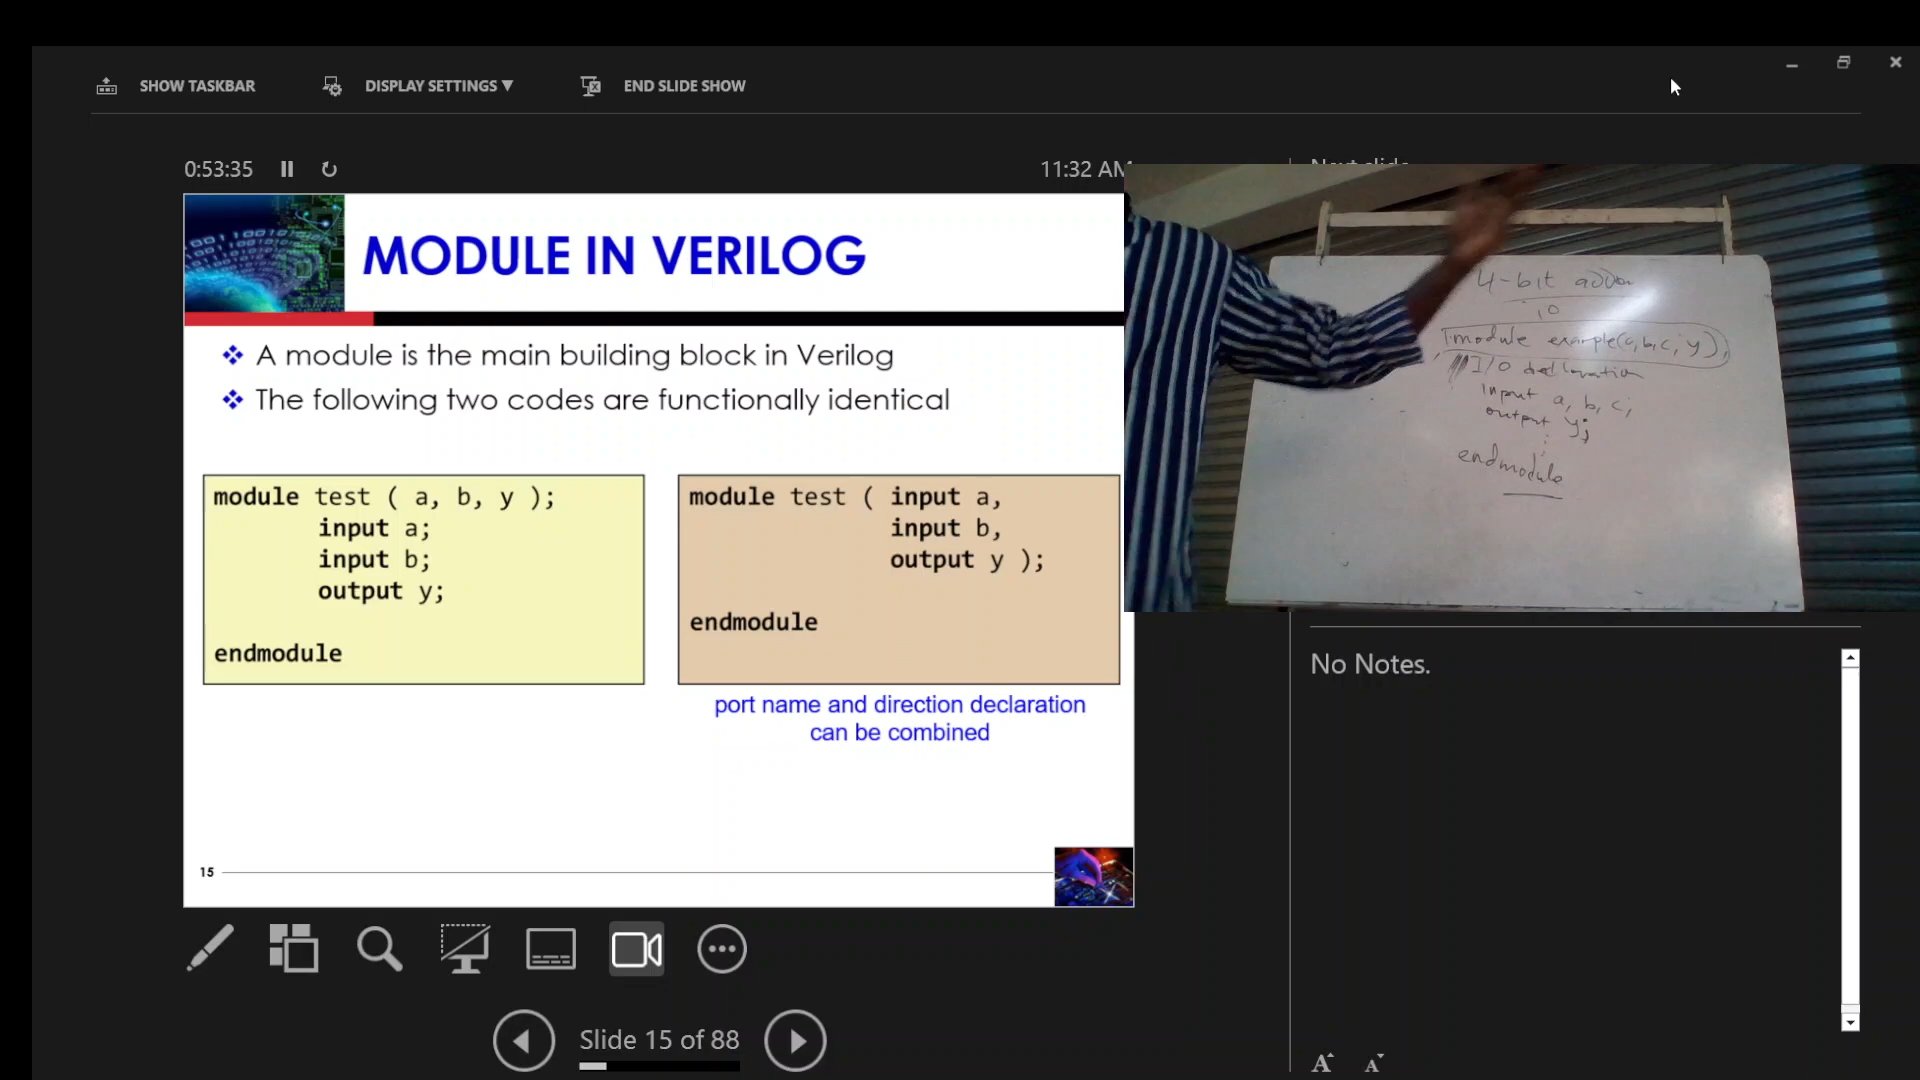 SHOW TASKBAR
DISPLAY SETTINGS ▼
END SLIDE SHOW
0:53:35
11:32 AM
Next slide
MODULE IN VERILOG
❖ A module is the main building block in Verilog
❖ The following two codes are functionally identical
module test ( a, b, y );
input a;
input b;
output y;
endmodule
module test ( input a,
input b,
output y );
endmodule
port name and direction declaration
can be combined
15
4-bit adder
10
module example(a,b,c,y);
I/O declaration
input a, b, c;
output y;
endmodule
No Notes.
Slide 15 of 88
A A